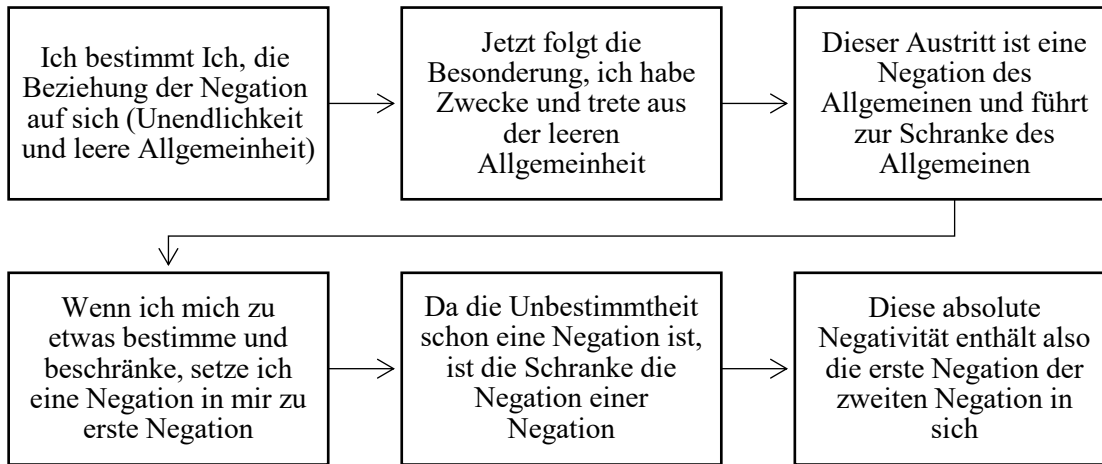 Ich bestimmt Ich, die
Beziehung der Negation
auf sich (Unendlichkeit
und leere Allgemeinheit)
Jetzt folgt die
Besonderung, ich habe
Zwecke und trete aus
der leeren
Allgemeinheit
Dieser Austritt ist eine
Negation des
Allgemeinen und führt
zur Schranke des
Allgemeinen
Wenn ich mich zu
etwas bestimme und
beschränke, setze ich
eine Negation in mir zu
erste Negation
Da die Unbestimmtheit
schon eine Negation ist,
ist die Schranke die
Negation einer
Negation
Diese absolute
Negativität enthält also
die erste Negation der
zweiten Negation in
sich